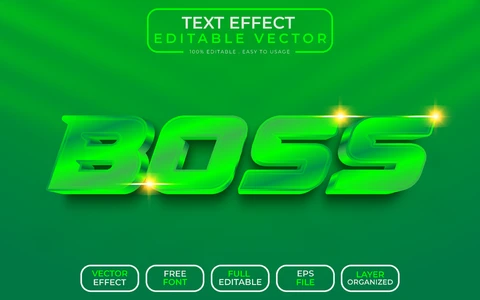 TEXT EFFECT
EDITABLE VECTOR
100% EDITABLE . EASY TO USAGE
BOSS
VECTOR
EFFECT
FREE
FONT
FULL
EDITABLE
EPS
FILE
LAYER
ORGANIZED